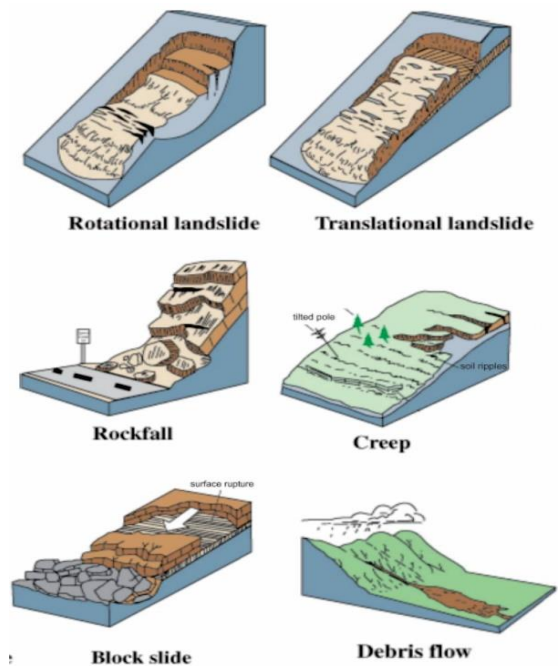 Rotational landslide
Translational landslide
tilted pole
soil ripples
Rockfall
Creep
surface rupture
e
Block slide
Debris flow